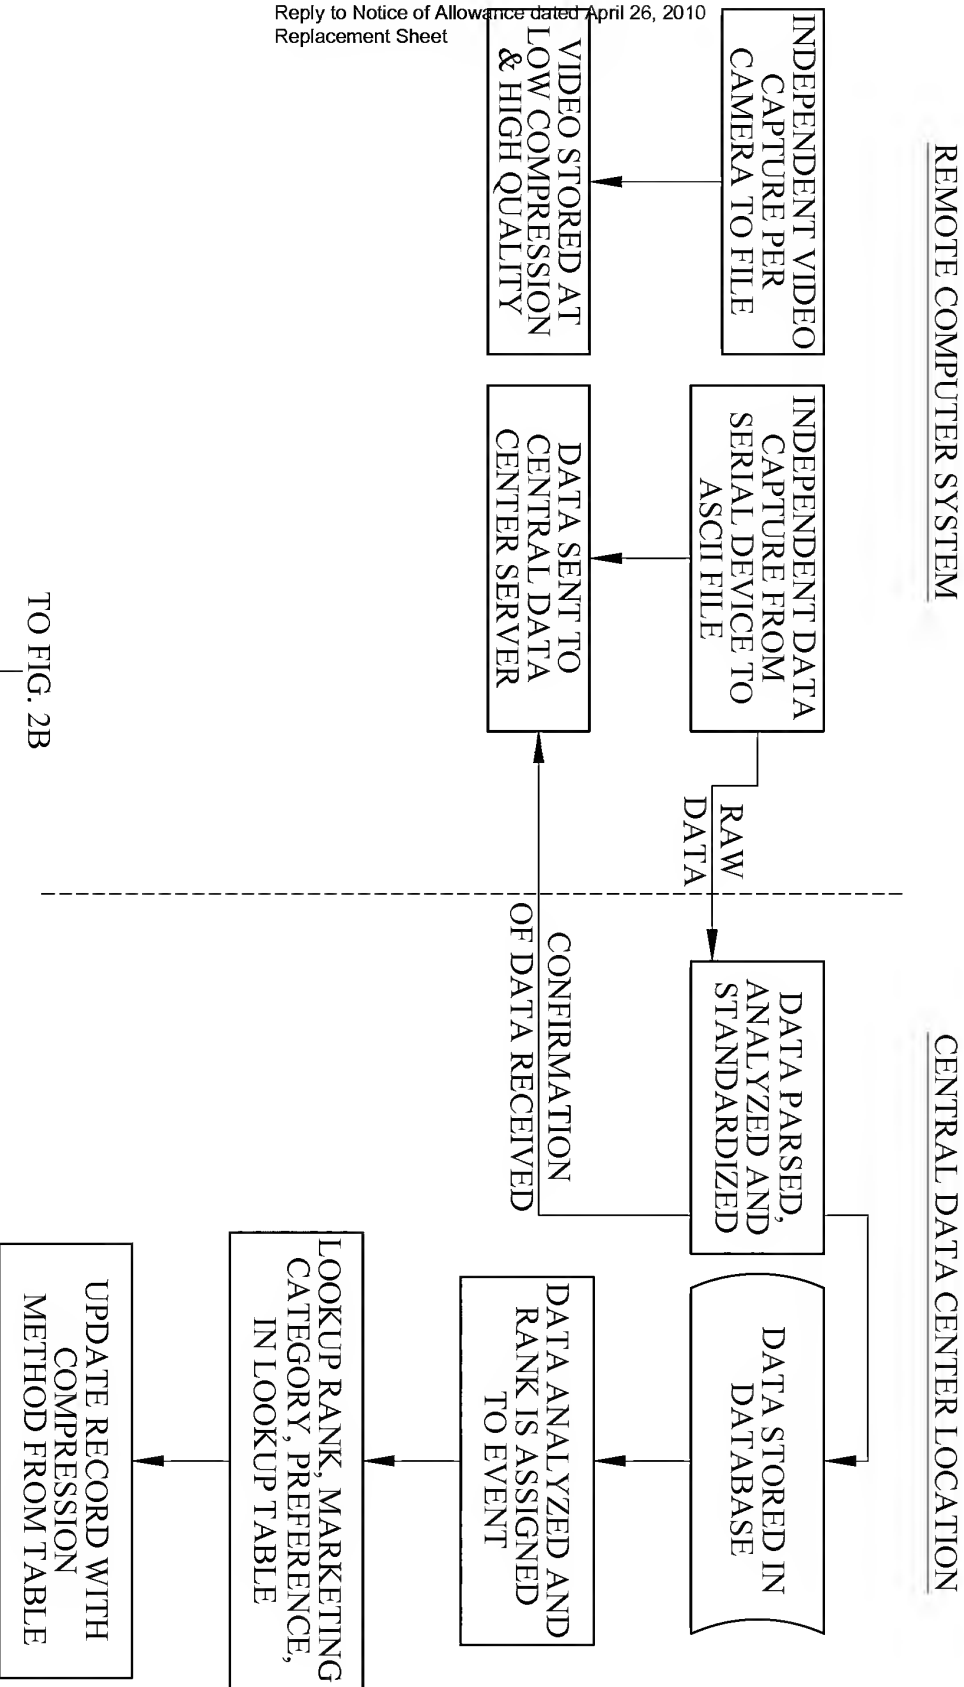 Reply to Notice of Allowance dated April 26, 2010
Replacement Sheet
REMOTE COMPUTER SYSTEM
INDEPENDENT VIDEO
CAPTURE PER
CAMERA TO FILE
VIDEO STORED AT
LOW COMPRESSION
& HIGH QUALITY
INDEPENDENT DATA
CAPTURE FROM
SERIAL DEVICE TO
ASCII FILE
DATA SENT TO
CENTRAL DATA
CENTER SERVER
RAW
DATA
CONFIRMATION
OF DATA RECEIVED
CENTRAL DATA CENTER LOCATION
DATA PARSED,
ANALYZED AND
STANDARDIZED
DATA STORED IN
DATABASE
DATA ANALYZED AND
RANK IS ASSIGNED
TO EVENT
LOOKUP RANK, MARKETING
CATEGORY, PREFERENCE,
IN LOOKUP TABLE
UPDATE RECORD WITH
COMPRESSION
METHOD FROM TABLE
TO FIG. 2B